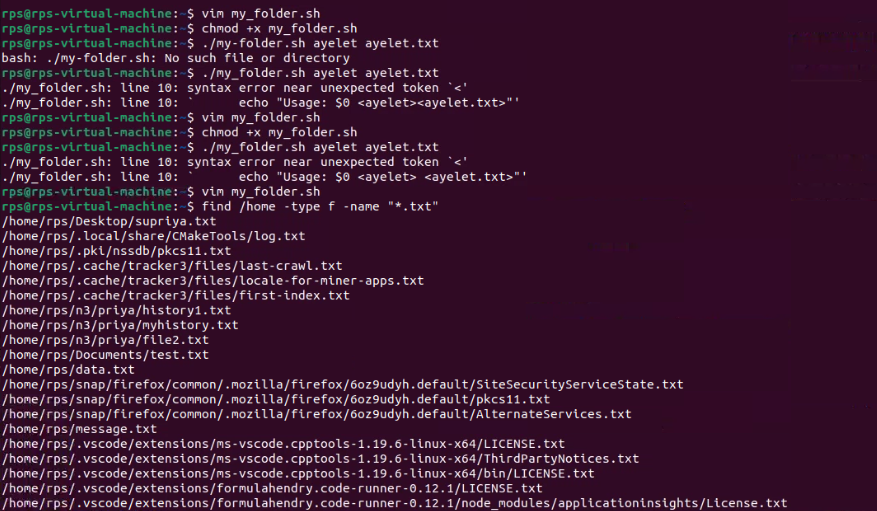 rps@rps-virtual-machine:~$ vim my_folder.sh
rps@rps-virtual-machine:~$ chmod +x my_folder.sh
rps@rps-virtual-machine:~$ ./my-folder.sh ayelet ayelet.txt
bash: ./my-folder.sh: No such file or directory
rps@rps-virtual-machine:~$ ./my_folder.sh ayelet ayelet.txt
./my_folder.sh: line 10: syntax error near unexpected token `<'
./my_folder.sh: line 10: `      echo "Usage: $0 <ayelet><ayelet.txt>"'
rps@rps-virtual-machine:~$ vim my_folder.sh
rps@rps-virtual-machine:~$ chmod +x my_folder.sh
rps@rps-virtual-machine:~$ ./my_folder.sh ayelet ayelet.txt
./my_folder.sh: line 10: syntax error near unexpected token `<'
./my_folder.sh: line 10: `      echo "Usage: $0 <ayelet> <ayelet.txt>"'
rps@rps-virtual-machine:~$ vim my_folder.sh
rps@rps-virtual-machine:~$ find /home -type f -name "*.txt"
/home/rps/Desktop/supriya.txt
/home/rps/.local/share/CMakeTools/log.txt
/home/rps/.pki/nssdb/pkcs11.txt
/home/rps/.cache/tracker3/files/last-crawl.txt
/home/rps/.cache/tracker3/files/locale-for-miner-apps.txt
/home/rps/.cache/tracker3/files/first-index.txt
/home/rps/n3/priya/history1.txt
/home/rps/n3/priya/myhistory.txt
/home/rps/n3/priya/file2.txt
/home/rps/Documents/test.txt
/home/rps/data.txt
/home/rps/snap/firefox/common/.mozilla/firefox/6oz9udyh.default/SiteSecurityServiceState.txt
/home/rps/snap/firefox/common/.mozilla/firefox/6oz9udyh.default/pkcs11.txt
/home/rps/snap/firefox/common/.mozilla/firefox/6oz9udyh.default/AlternateServices.txt
/home/rps/message.txt
/home/rps/.vscode/extensions/ms-vscode.cpptools-1.19.6-linux-x64/LICENSE.txt
/home/rps/.vscode/extensions/ms-vscode.cpptools-1.19.6-linux-x64/ThirdPartyNotices.txt
/home/rps/.vscode/extensions/ms-vscode.cpptools-1.19.6-linux-x64/bin/LICENSE.txt
/home/rps/.vscode/extensions/formulahendry.code-runner-0.12.1/LICENSE.txt
/home/rps/.vscode/extensions/formulahendry.code-runner-0.12.1/node_modules/applicationinsights/License.txt